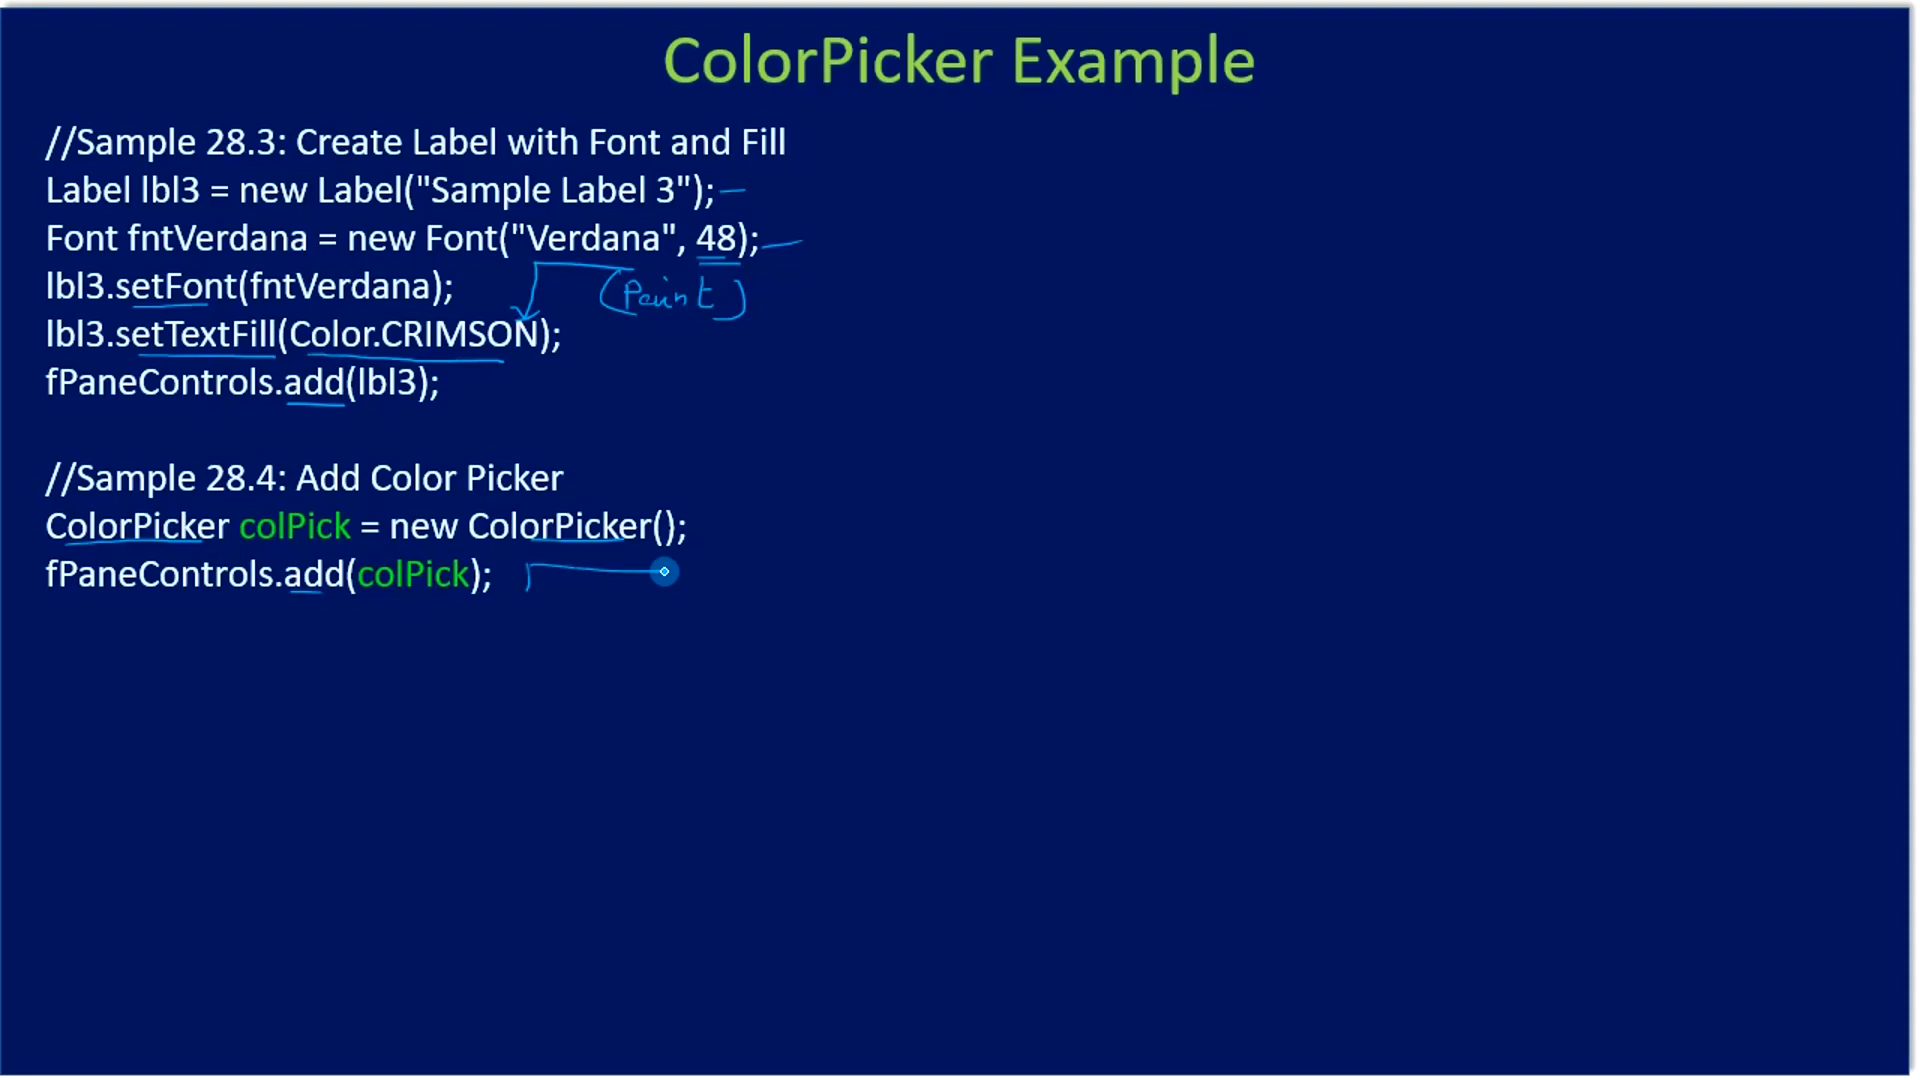 ColorPicker Example
//Sample 28.3: Create Label with Font and Fill
Label lbl3 = new Label("Sample Label 3");
Font fntVerdana = new Font("Verdana", 48);
lbl3.setFont(fntVerdana);
(Paint)
lbl3.setTextFill(Color.CRIMSON);
fPaneControls.add(lbl3);
//Sample 28.4: Add Color Picker
ColorPicker colPick = new ColorPicker();
fPaneControls.add(colPick);